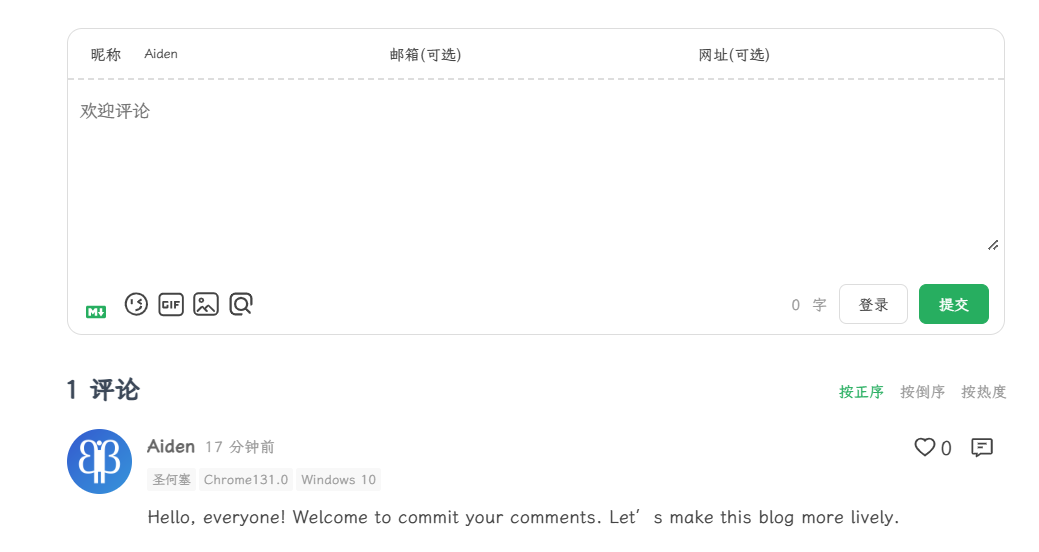 昵称 Aiden 邮箱(可选) 网址(可选)
欢迎评论
M GIF 0 字 登录 提交
1 评论 按正序 按倒序 按热度
Aiden 17 分钟前 0
圣何塞 Chrome131.0 Windows 10
Hello, everyone! Welcome to commit your comments. Let’s make this blog more lively.